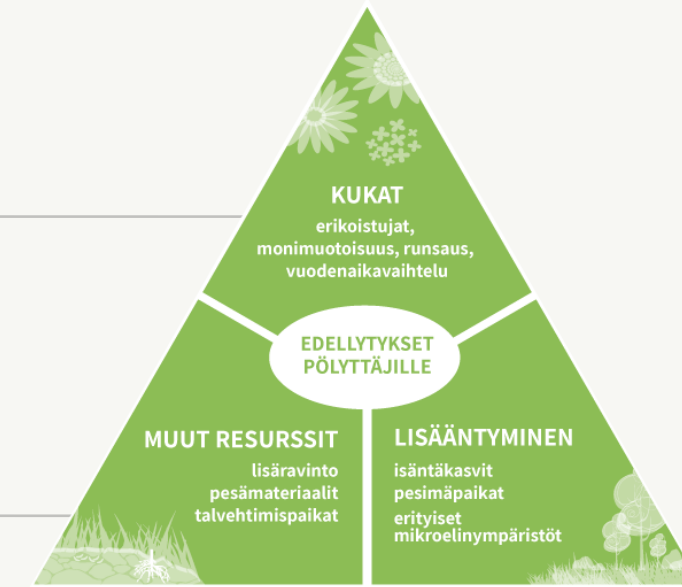 KUKAT
erikoistujat,
monimuotoisuus, runsaus,
vuodenaikavaihtelu
EDELLYTYKSET
PÖLYTTÄJILLE
MUUT RESURSSIT
lisäravinto
pesämateriaalit
talvehtimispaikat
LISÄÄNTYMINEN
isäntäkasvit
pesimäpaikat
erityiset
mikroelinympäristöt